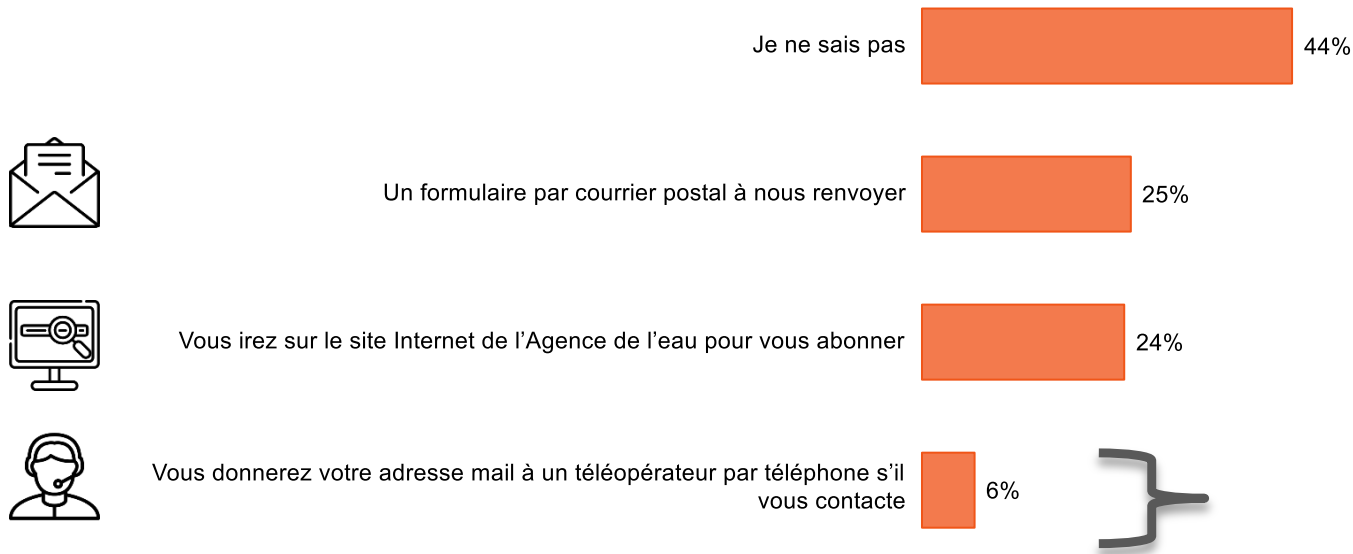 Je ne sais pas 44%
Un formulaire par courrier postal à nous renvoyer 25%
Vous irez sur le site Internet de l’Agence de l’eau pour vous abonner 24%
Vous donnerez votre adresse mail à un téléopérateur par téléphone s’il
vous contacte 6%